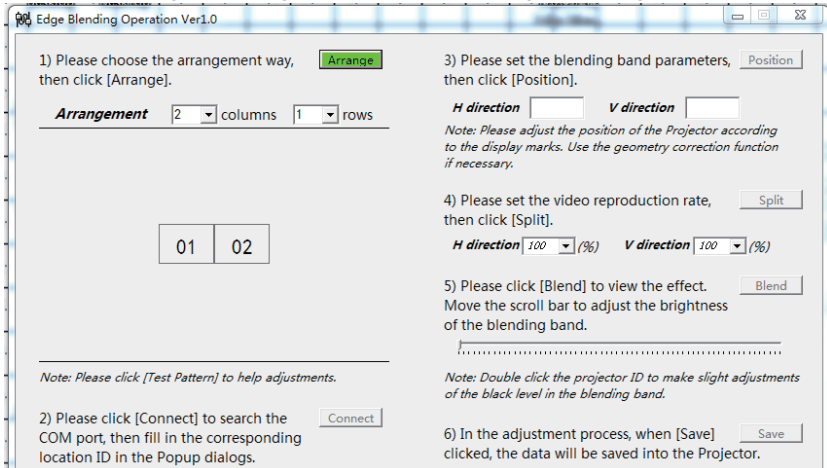 Edge Blending Operation Ver1.0
1) Please choose the arrangement way,
then click [Arrange].
Arrange
Arrangement 2 columns 1 rows
01 02
Note: Please click [Test Pattern] to help adjustments.
2) Please click [Connect] to search the
COM port, then fill in the corresponding
location ID in the Popup dialogs.
Connect
3) Please set the blending band parameters,
then click [Position].
Position
H direction V direction
Note: Please adjust the position of the Projector according
to the display marks. Use the geometry correction function
if necessary.
4) Please set the video reproduction rate,
then click [Split].
Split
H direction 100 (%) V direction 100 (%)
5) Please click [Blend] to view the effect.
Move the scroll bar to adjust the brightness
of the blending band.
Blend
Note: Double click the projector ID to make slight adjustments
of the black level in the blending band.
6) In the adjustment process, when [Save]
clicked, the data will be saved into the Projector.
Save